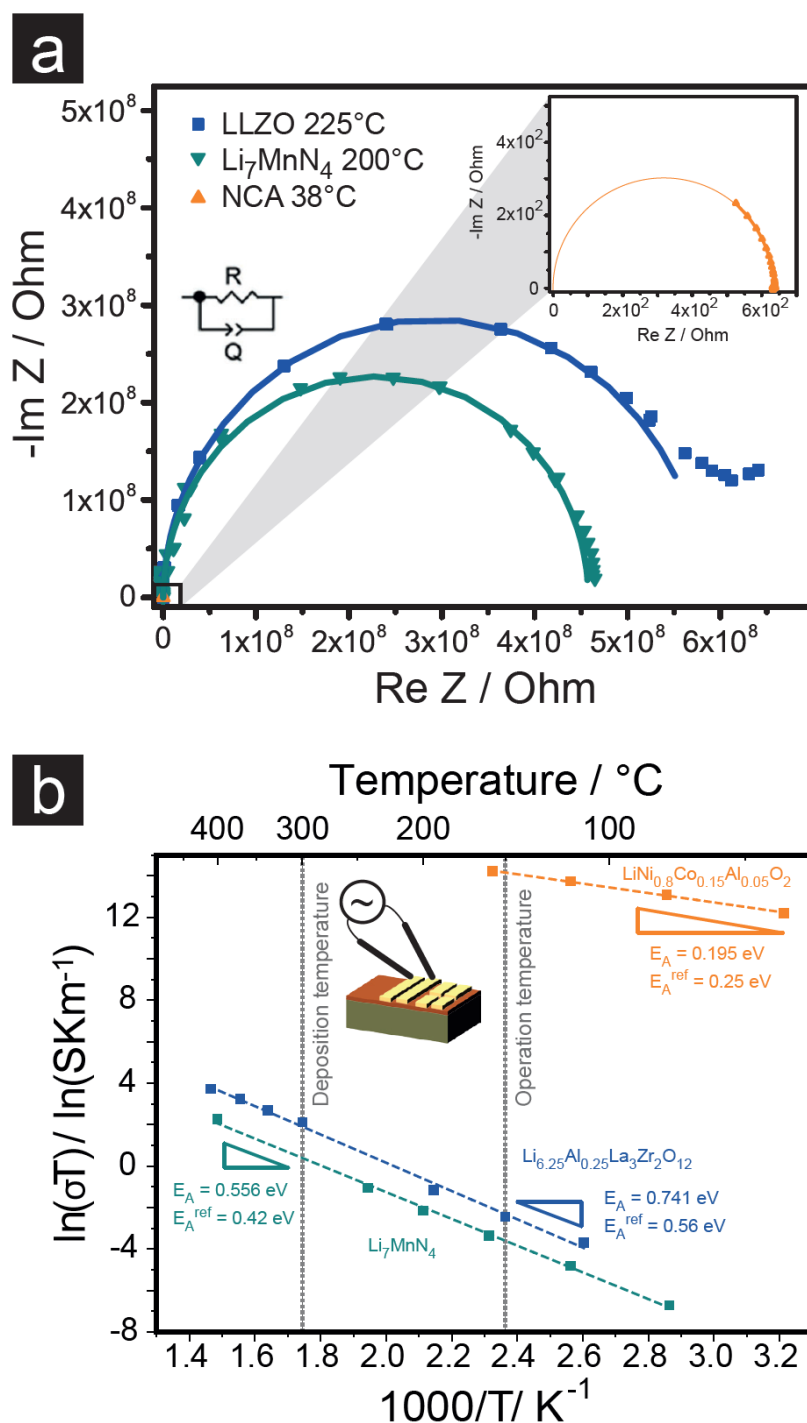 a
5x10⁸
4x10⁸
3x10⁸
2x10⁸
1x10⁸
0
-Im Z / Ohm
LLZO 225°C
Li₇MnN₄ 200°C
NCA 38°C
R
Q
4x10²
2x10²
0
-Im Z / Ohm
0 2x10² 4x10² 6x10²
Re Z / Ohm
0 1x10⁸ 2x10⁸ 3x10⁸ 4x10⁸ 5x10⁸ 6x10⁸
Re Z / Ohm
b
Temperature / °C
400 300 200 100
12
8
4
0
-4
-8
ln(σT)/ ln(SKm⁻¹)
Deposition temperature
Operation temperature
~
LiNi₀.₈Co₀.₁₅Al₀.₀₅O₂
E_A = 0.195 eV
E_A^ref = 0.25 eV
E_A = 0.556 eV
E_A^ref = 0.42 eV
Li₇MnN₄
Li₆.₂₅Al₀.₂₅La₃Zr₂O₁₂
E_A = 0.741 eV
E_A^ref = 0.56 eV
1.4 1.6 1.8 2.0 2.2 2.4 2.6 2.8 3.0 3.2
1000/T/ K⁻¹